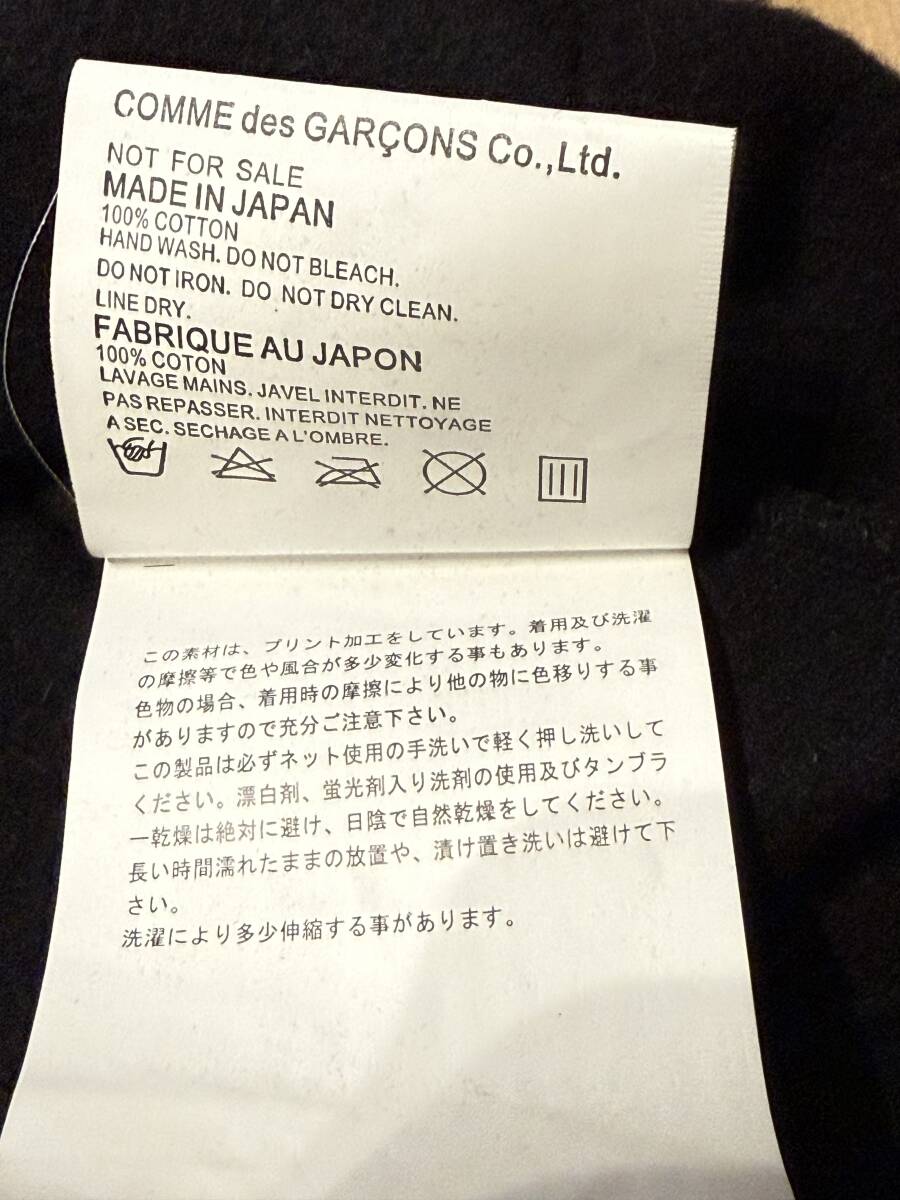 COMME des GARÇONS Co.,Ltd.
NOT FOR SALE
MADE IN JAPAN
100% COTTON
HAND WASH. DO NOT BLEACH.
DO NOT IRON. DO NOT DRY CLEAN.
LINE DRY.
FABRIQUE AU JAPON
100% COTON
LAVAGE MAINS. JAVEL INTERDIT. NE
PAS REPASSER. INTERDIT NETTOYAGE
A SEC. SECHAGE A L'OMBRE.
この素材は、プリント加工をしています。着用及び洗濯
の摩擦等で色や風合が多少変化する事もあります。
色物の場合、着用時の摩擦により他の物に色移りする事
がありますので充分ご注意下さい。
この製品は必ずネット使用の手洗いで軽く押し洗いして
ください。漂白剤、蛍光剤入り洗剤の使用及びタンブラ
ー乾燥は絶対に避け、日陰で自然乾燥をしてください。
長い時間濡れたままの放置や、漬け置き洗いは避けて下
さい。
洗濯により多少伸縮する事があります。